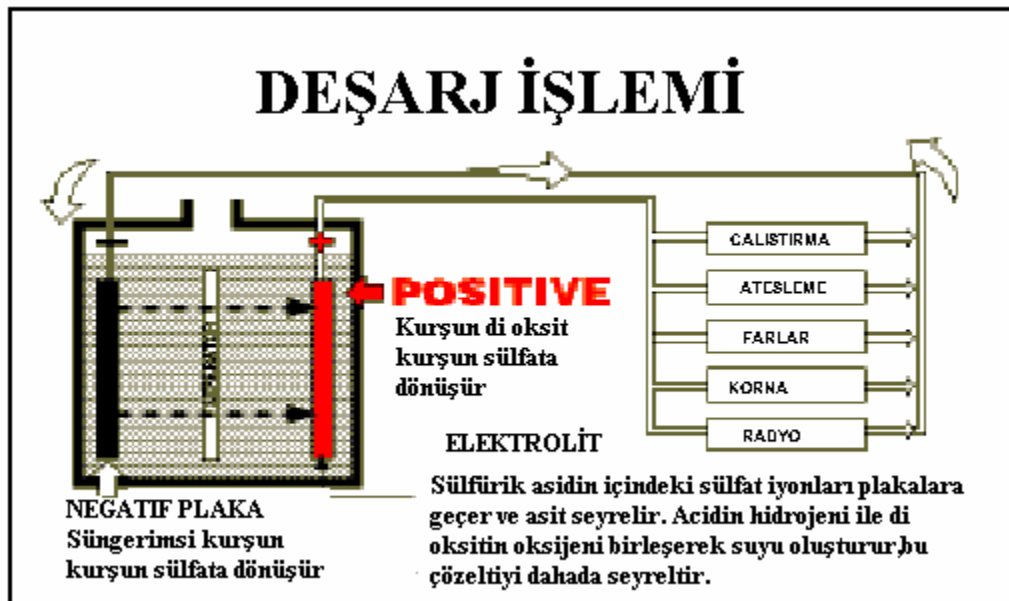 DEŞARJ İŞLEMİ
CALISTIRMA
ATESLEME
FARLAR
KORNA
RADYO
POSITIVE
Kurşun di oksit
kurşun sülfata
dönüşür
ELEKTROLİT
Sülfürik asidin içindeki sülfat iyonları plakalara
geçer ve asit seyrelir. Acidin hidrojeni ile di
oksitin oksijeni birleşerek suyu oluşturur,bu
çözeltiyi dahada seyreltir.
NEGATIF PLAKA
Süngerimsi kurşun
kurşun sülfata dönüşür